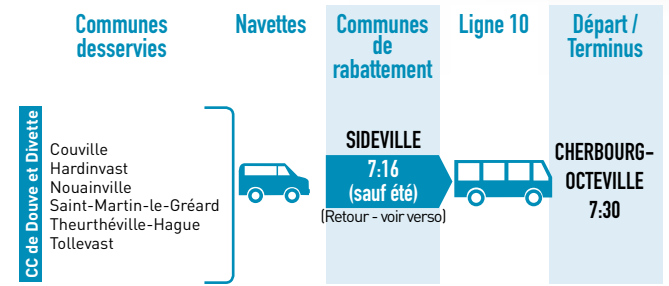 Communes
desservies
Navettes
Communes
de
rabattement
Ligne 10
Départ /
Terminus
CC de Douve et Divette
Couville
Hardinvast
Nouainville
Saint-Martin-le-Gréard
Theurthéville-Hague
Tollevast
SIDEVILLE
7:16
(sauf été)
(Retour - voir verso)
CHERBOURG-
OCTEVILLE
7:30